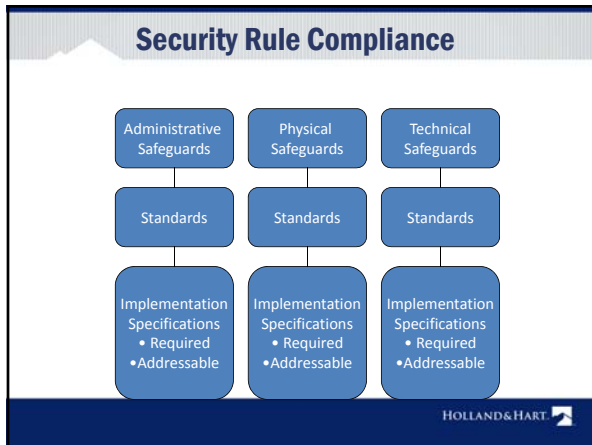 Security Rule Compliance
Administrative
Safeguards
Physical
Safeguards
Technical
Safeguards
Standards
Standards
Standards
Implementation
Specifications
• Required
•Addressable
Implementation
Specifications
• Required
•Addressable
Implementation
Specifications
• Required
•Addressable
HOLLAND&HART.